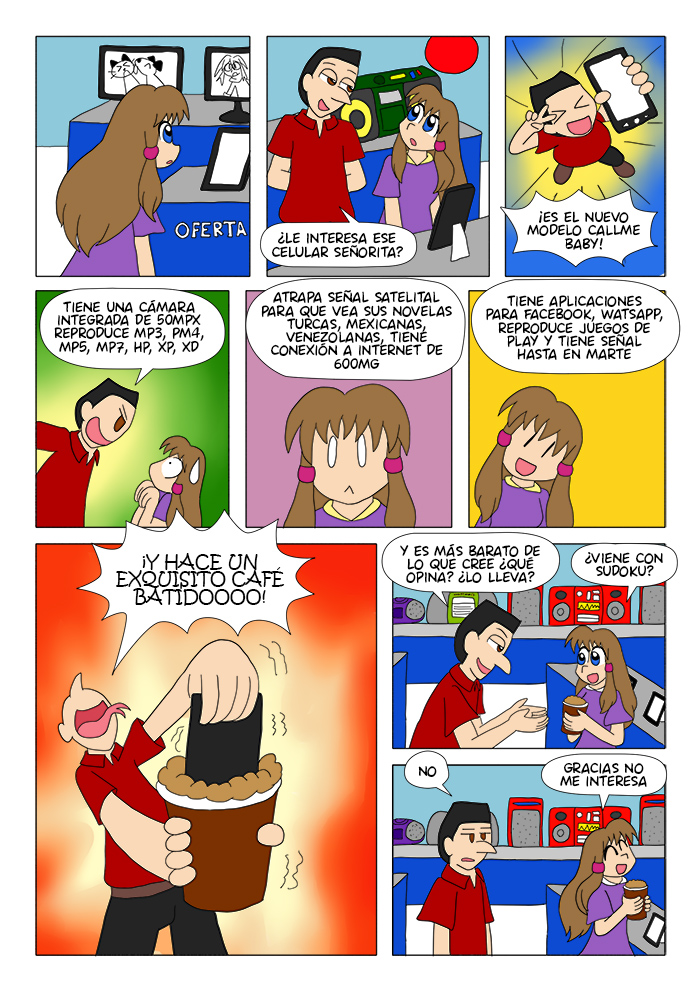 OFERTA
¿LE INTERESA ESE
CELULAR SEÑORITA?
¡ES EL NUEVO
MODELO CALLME
BABY!
TIENE UNA CÁMARA
INTEGRADA DE 50MPX
REPRODUCE MP3, PM4,
MP5, MP7, HP, XP, XD
ATRAPA SEÑAL SATELITAL
PARA QUE VEA SUS NOVELAS
TURCAS, MEXICANAS,
VENEZOLANAS, TIENE
CONEXIÓN A INTERNET DE
600MG
TIENE APLICACIONES
PARA FACEBOOK, WATSAPP,
REPRODUCE JUEGOS DE
PLAY Y TIENE SEÑAL
HASTA EN MARTE
¡Y HACE UN
EXQUISITO CAFÉ
BATIDOOOO!
Y ES MÁS BARATO DE
LO QUE CREE ¿QUÉ
OPINA? ¿LO LLEVA?
¿VIENE CON
SUDOKU?
NO
GRACIAS NO
ME INTERESA